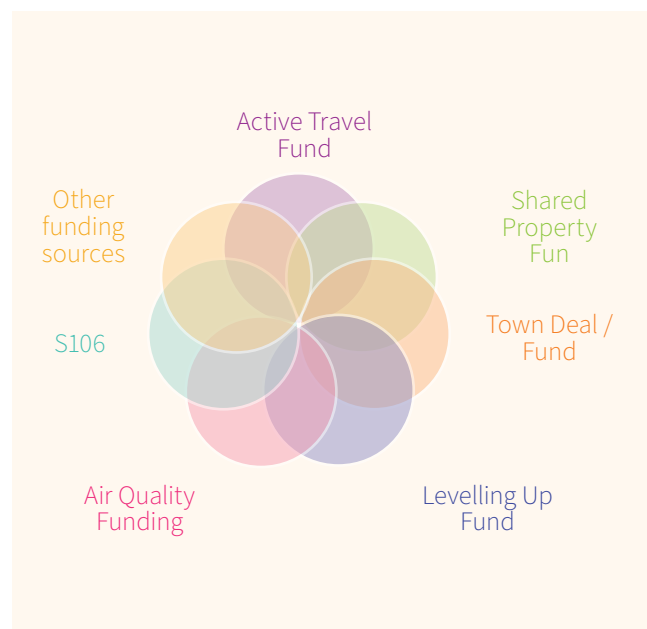 Active Travel
Fund
Other
funding
sources
Shared
Property
Fun
S106
Town Deal /
Fund
Air Quality
Funding
Levelling Up
Fund